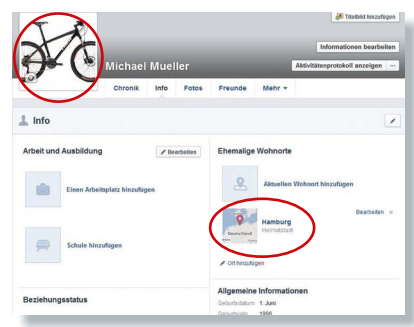 Titelbild hinzufügen
Informationen bearbeiten
Michael Mueller
Aktivitätenprotokoll anzeigen ...
Chronik Info Fotos Freunde Mehr
Info
Arbeit und Ausbildung
Bearbeiten
Einen Arbeitsplatz hinzufügen
Schule hinzufügen
Beziehungsstatus
Ehemalige Wohnorte
Aktuellen Wohnort hinzufügen
Bearbeiten
Deutschland
Hamburg
Heimatstadt
Ort hinzufügen
Allgemeine Informationen
Geburtsdatum 1. Juni
Geburtsjahr 1995